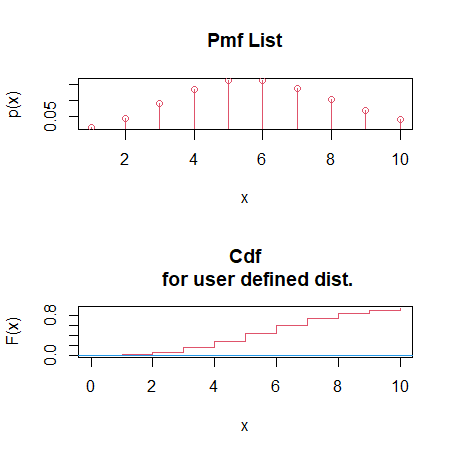 Pmf List
p(x)
0.05
2 4 6 8 10
x
Cdf
for user defined dist.
F(x)
0.8
0.0
0 2 4 6 8 10
x